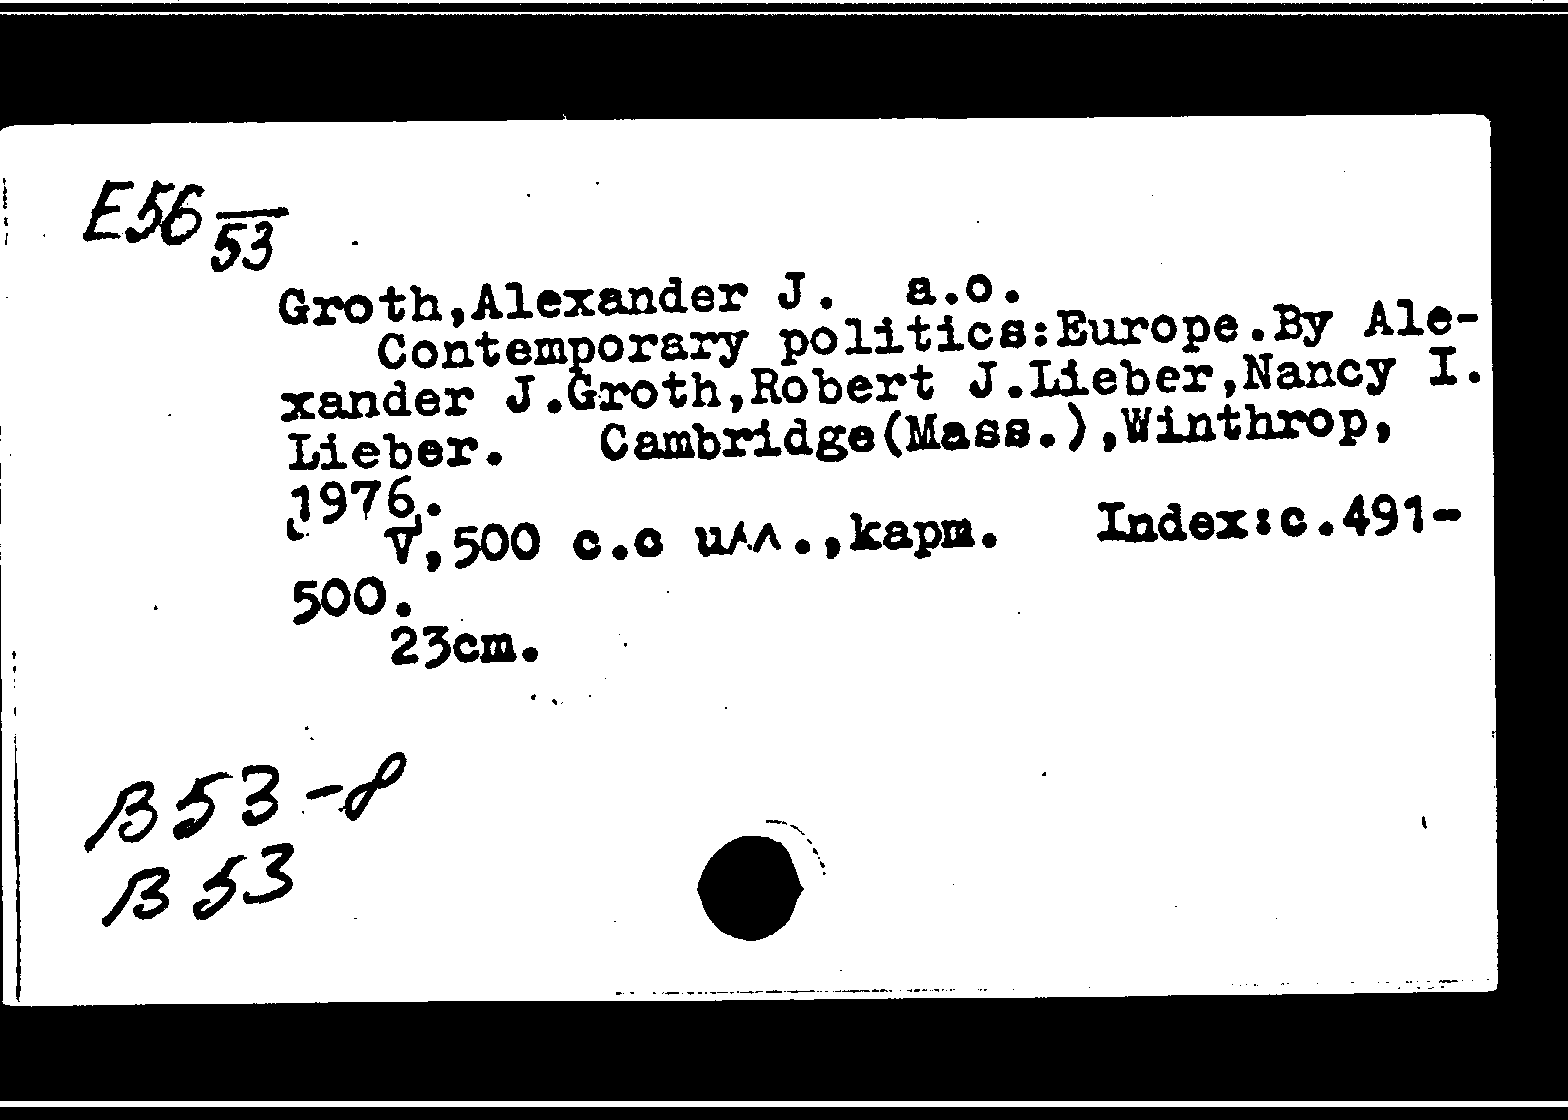 E56
53
Groth,Alexander J. a.o.
Contemporary politics:Europe.By Ale-
xander J.Groth,Robert J.Lieber,Nancy I.
Lieber. Cambridge(Mass.),Winthrop,
1976.
V,500 с.с илл.,карт. Index:с.491-
500.
23cm.
B53-8
B53